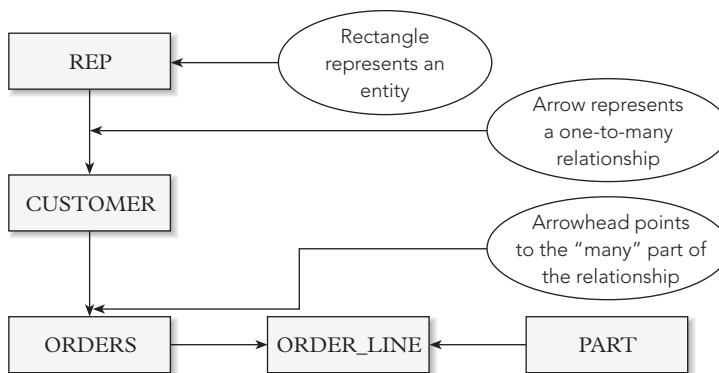 REP
Rectangle
represents an
entity
Arrow represents
a one-to-many
relationship
CUSTOMER
Arrowhead points
to the “many” part of
the relationship
ORDERS
ORDER_LINE
PART